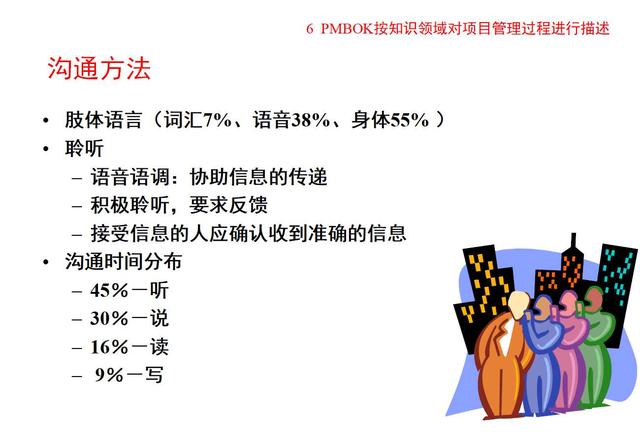 6 PMBOK按知识领域对项目管理过程进行描述
沟通方法
• 肢体语言（词汇7%、语音38%、身体55% ）
• 聆听
– 语音语调：协助信息的传递
– 积极聆听，要求反馈
– 接受信息的人应确认收到准确的信息
• 沟通时间分布
– 45%－听
– 30%－说
– 16%－读
– 9%－写